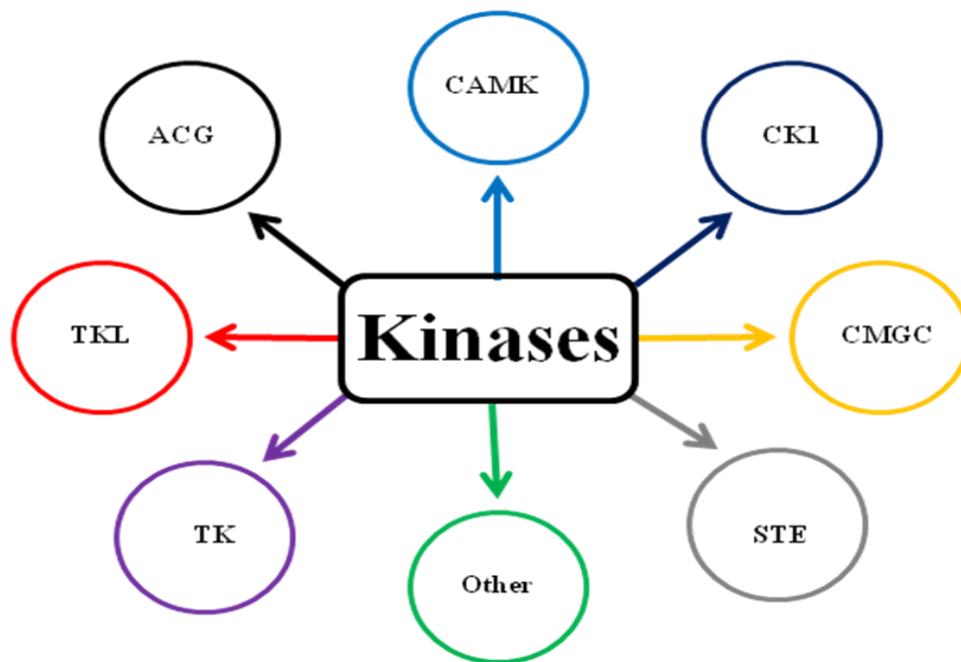 CAMK
ACG
CK1
TKL
Kinases
CMGC
TK
STE
Other